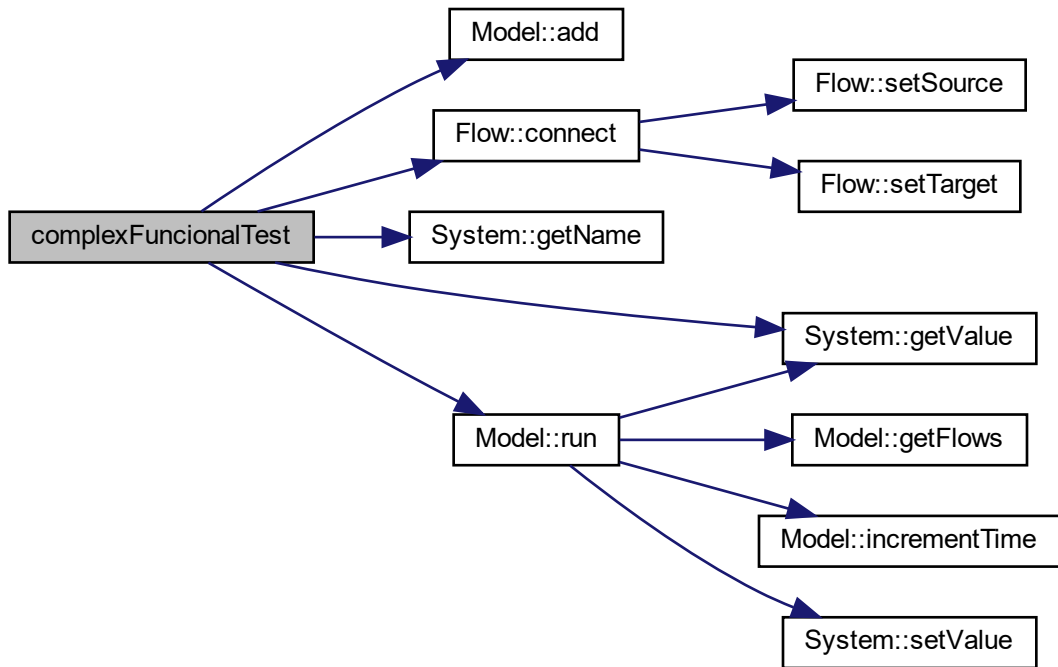 Model::add
Flow::setSource
Flow::connect
Flow::setTarget
complexFuncionalTest
System::getName
System::getValue
Model::run
Model::getFlows
Model::incrementTime
System::setValue